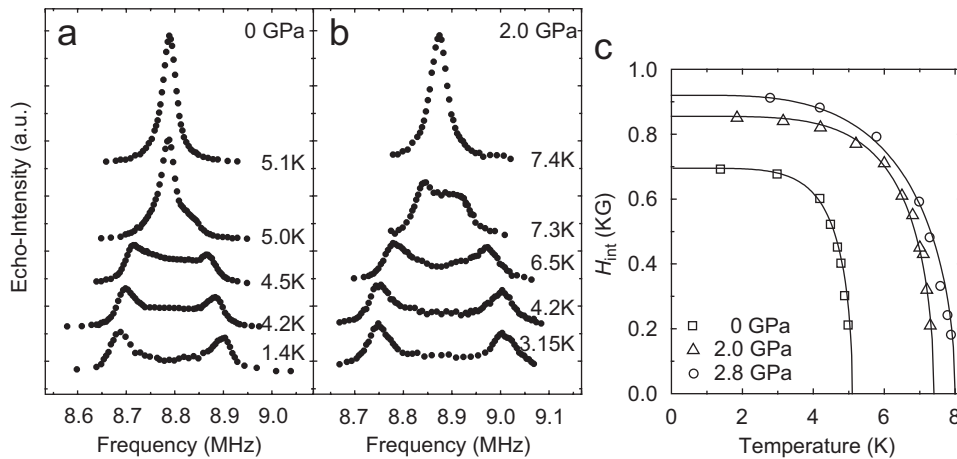 a
0 GPa
5.1K
5.0K
4.5K
4.2K
1.4K
8.6 8.7 8.8 8.9 9.0
Frequency (MHz)
Echo-Intensity (a.u.)
b
2.0 GPa
7.4K
7.3K
6.5K
4.2K
3.15K
8.7 8.8 8.9 9.0 9.1
Frequency (MHz)
c
1.0
0.8
0.6
0.4
0.2
0.0
H_int (KG)
0 GPa
2.0 GPa
2.8 GPa
0 2 4 6 8
Temperature (K)